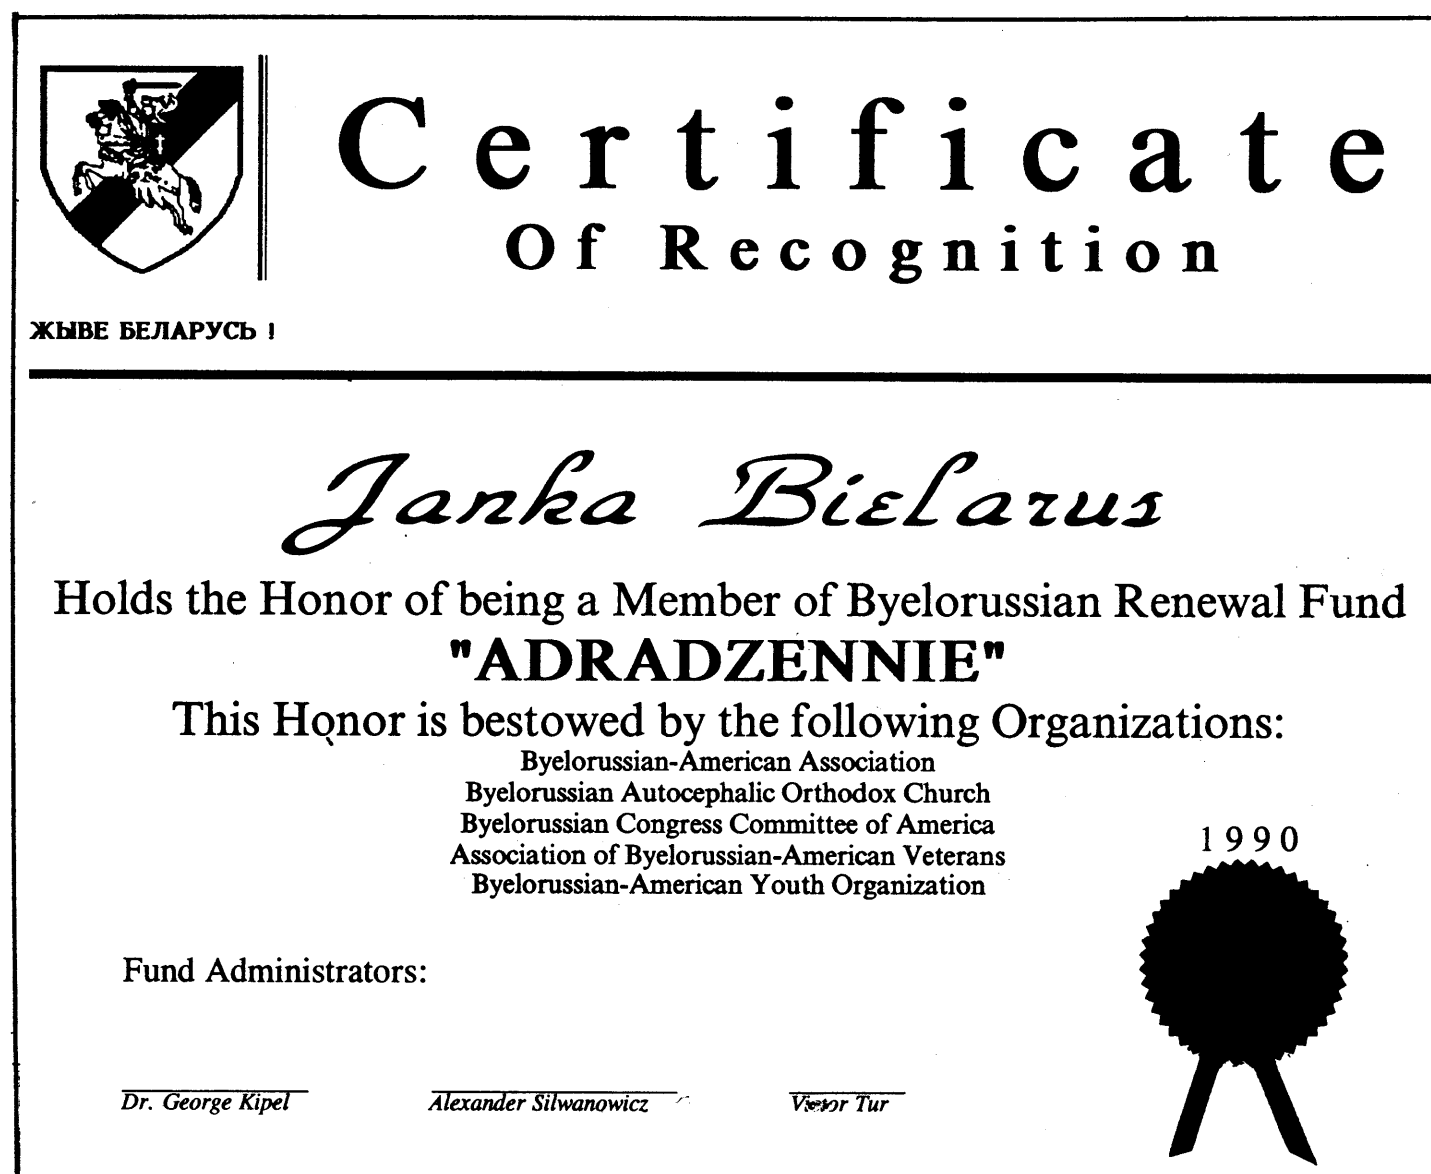 Certificate
Of Recognition
ЖЫВЕ БЕЛАРУСЬ !
Janka Bielarus
Holds the Honor of being a Member of Byelorussian Renewal Fund
"ADRADZENNIE"
This Honor is bestowed by the following Organizations:
Byelorussian-American Association
Byelorussian Autocephalic Orthodox Church
Byelorussian Congress Committee of America
Association of Byelorussian-American Veterans
Byelorussian-American Youth Organization
1990
Fund Administrators:
Dr. George Kipel
Alexander Silwanowicz
Victor Tur